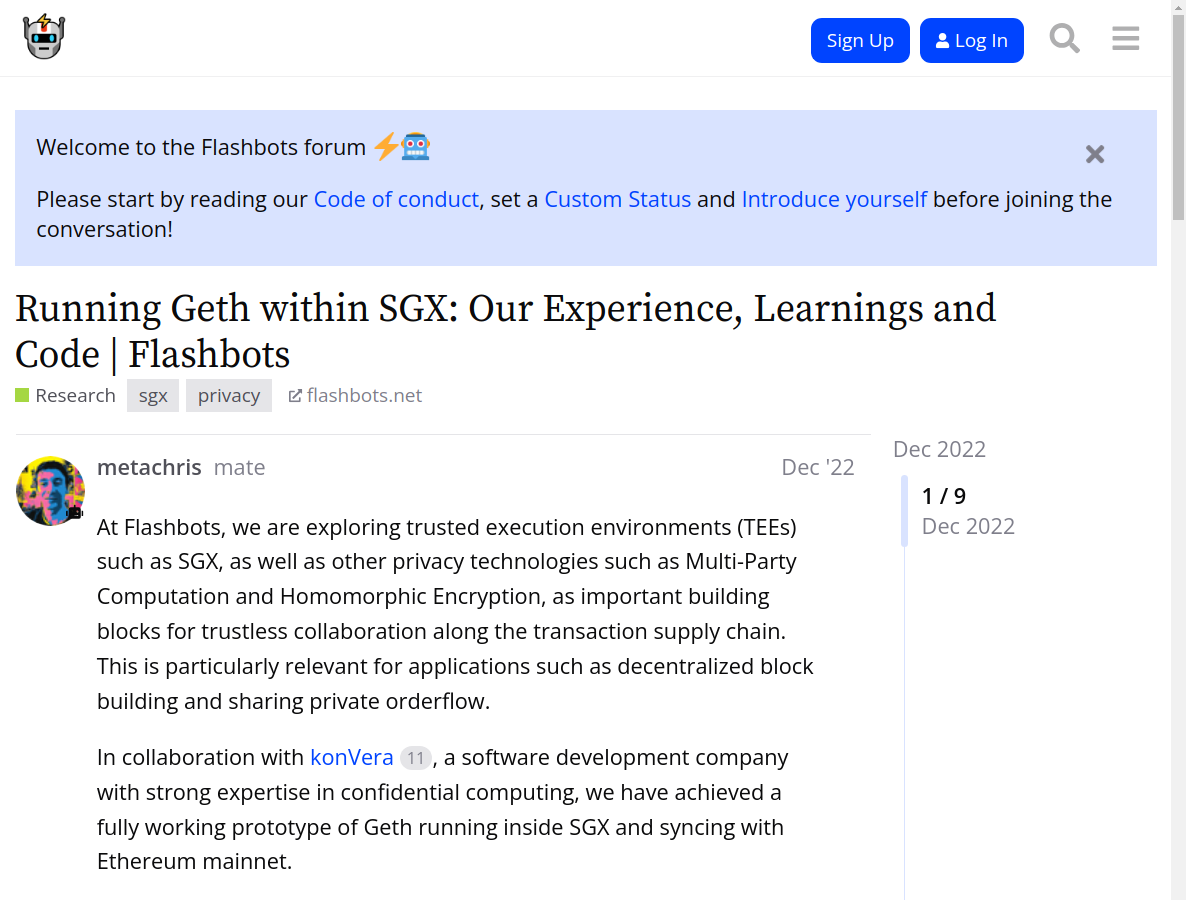 Sign Up
Log In
Welcome to the Flashbots forum
Please start by reading our Code of conduct, set a Custom Status and Introduce yourself before joining the
conversation!
Running Geth within SGX: Our Experience, Learnings and
Code | Flashbots
Research sgx privacy flashbots.net
metachris mate Dec '22
Dec 2022
1 / 9
Dec 2022
At Flashbots, we are exploring trusted execution environments (TEEs)
such as SGX, as well as other privacy technologies such as Multi-Party
Computation and Homomorphic Encryption, as important building
blocks for trustless collaboration along the transaction supply chain.
This is particularly relevant for applications such as decentralized block
building and sharing private orderflow.
In collaboration with konVera 11, a software development company
with strong expertise in confidential computing, we have achieved a
fully working prototype of Geth running inside SGX and syncing with
Ethereum mainnet.